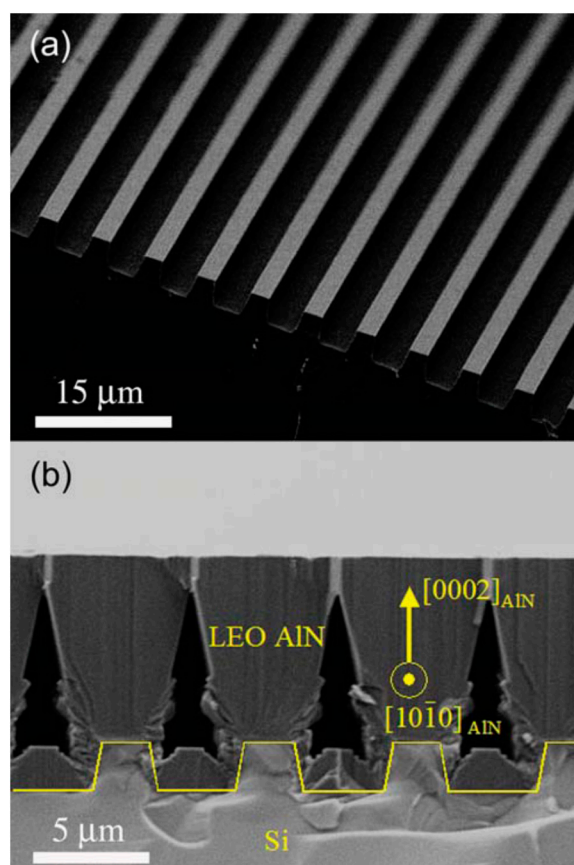 (a)
15 μm
(b)
[0002]AlN
LEO AlN
[101̄0]AlN
Si
5 μm